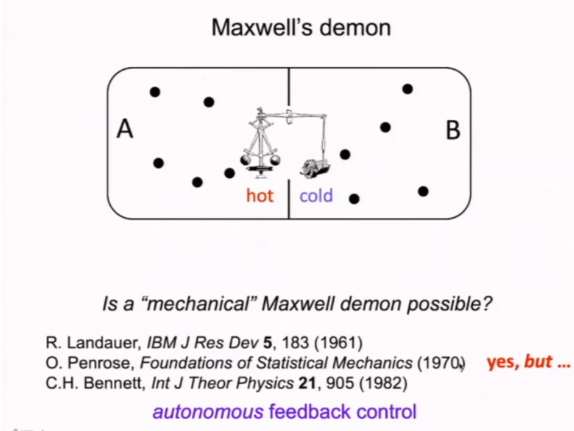 Maxwell's demon
A B
hot cold
Is a "mechanical" Maxwell demon possible?
R. Landauer, IBM J Res Dev 5, 183 (1961)
O. Penrose, Foundations of Statistical Mechanics (1970) yes, but ...
C.H. Bennett, Int J Theor Physics 21, 905 (1982)
autonomous feedback control